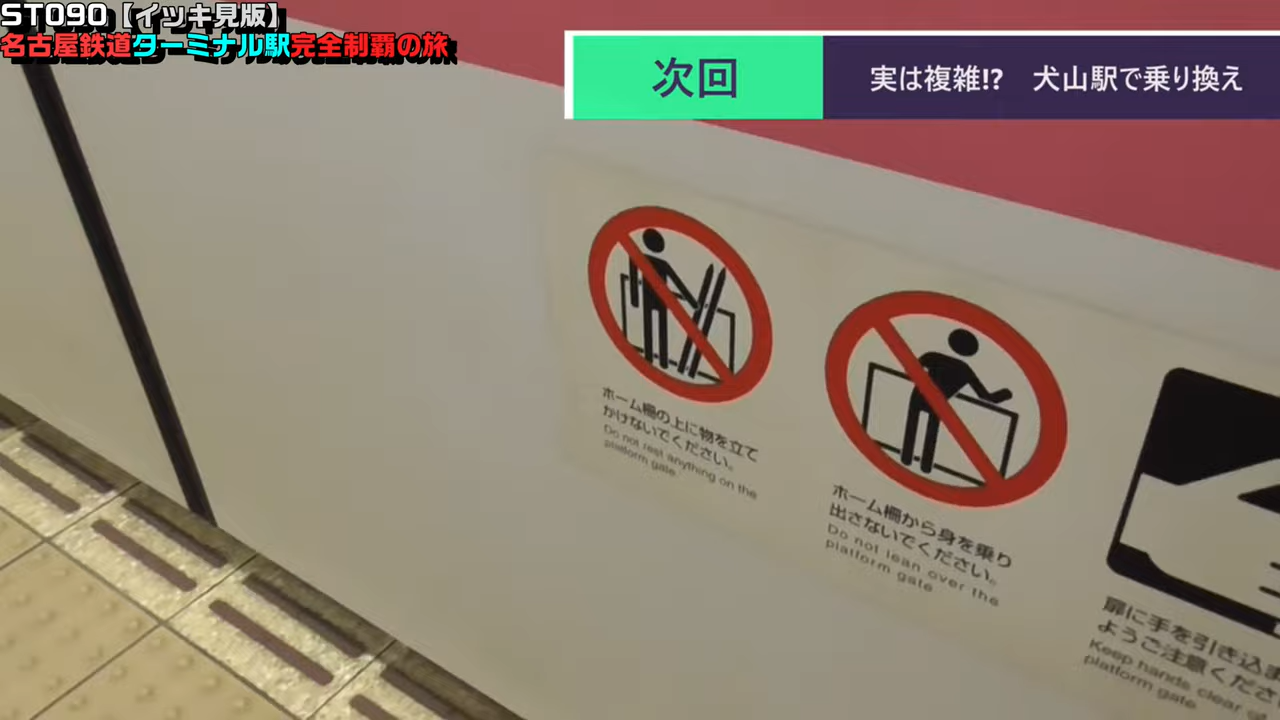 ST090【イッキ見版】
名古屋鉄道ターミナル駅完全制覇の旅
次回
実は複雑!?　犬山駅で乗り換え
ホーム柵の上に物を立て
かけないでください。
Do not rest anything on the
platform gate.
ホーム柵から身を乗り
出さないでください。
Do not lean over the
platform gate
扉に手を引き込ま
ようご注意くださ
Keep hands clear of
platform gate.